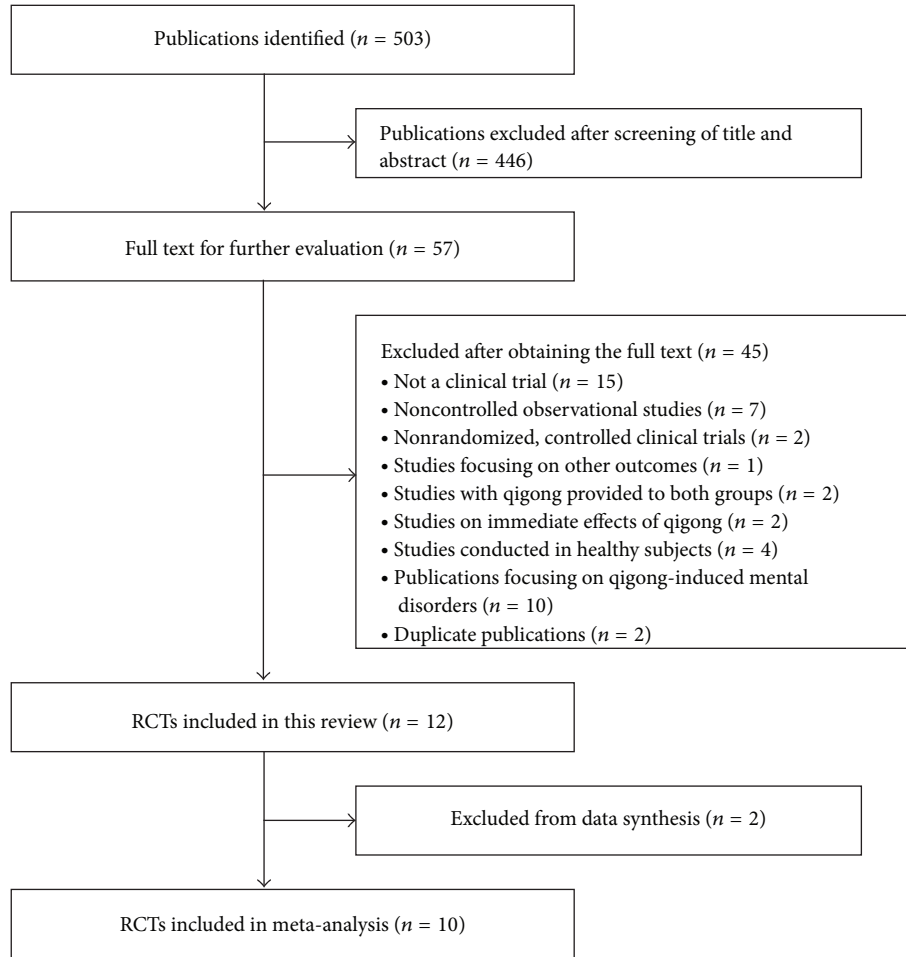 Publications identified (n = 503)
Publications excluded after screening of title and
abstract (n = 446)
Full text for further evaluation (n = 57)
Excluded after obtaining the full text (n = 45)
• Not a clinical trial (n = 15)
• Noncontrolled observational studies (n = 7)
• Nonrandomized, controlled clinical trials (n = 2)
• Studies focusing on other outcomes (n = 1)
• Studies with qigong provided to both groups (n = 2)
• Studies on immediate effects of qigong (n = 2)
• Studies conducted in healthy subjects (n = 4)
• Publications focusing on qigong-induced mental
disorders (n = 10)
• Duplicate publications (n = 2)
RCTs included in this review (n = 12)
Excluded from data synthesis (n = 2)
RCTs included in meta-analysis (n = 10)